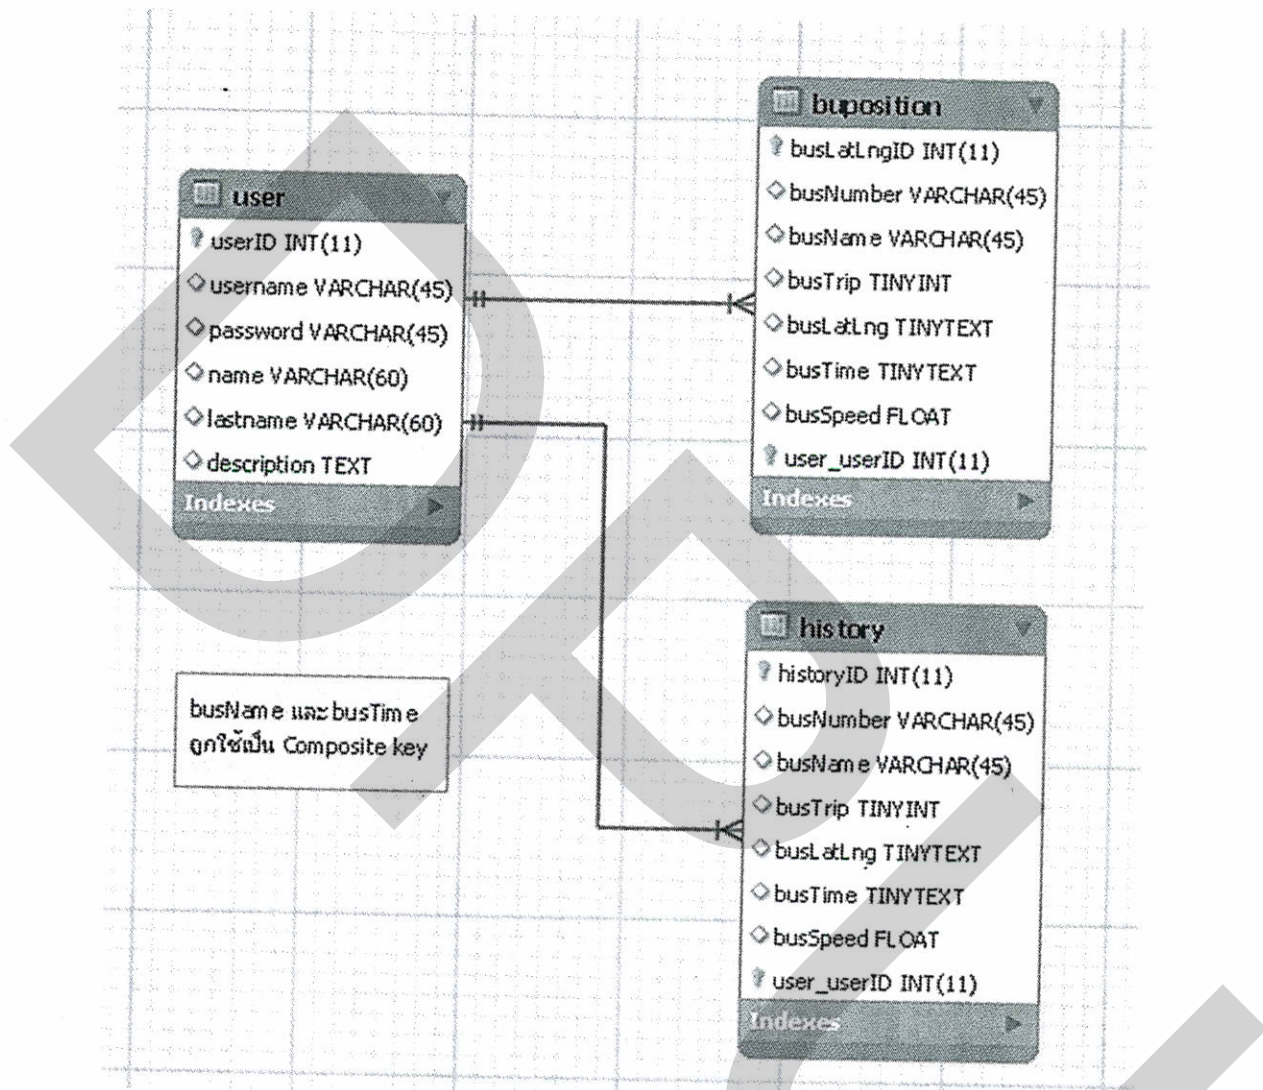 user
userID INT(11)
username VARCHAR(45)
password VARCHAR(45)
name VARCHAR(60)
lastname VARCHAR(60)
description TEXT
Indexes
buposition
busLatLngID INT(11)
busNumber VARCHAR(45)
busName VARCHAR(45)
busTrip TINYINT
busLatLng TINYTEXT
busTime TINYTEXT
busSpeed FLOAT
user_userID INT(11)
Indexes
busName และ busTime
ถูกใช้เป็น Composite key
history
historyID INT(11)
busNumber VARCHAR(45)
busName VARCHAR(45)
busTrip TINYINT
busLatLng TINYTEXT
busTime TINYTEXT
busSpeed FLOAT
user_userID INT(11)
Indexes